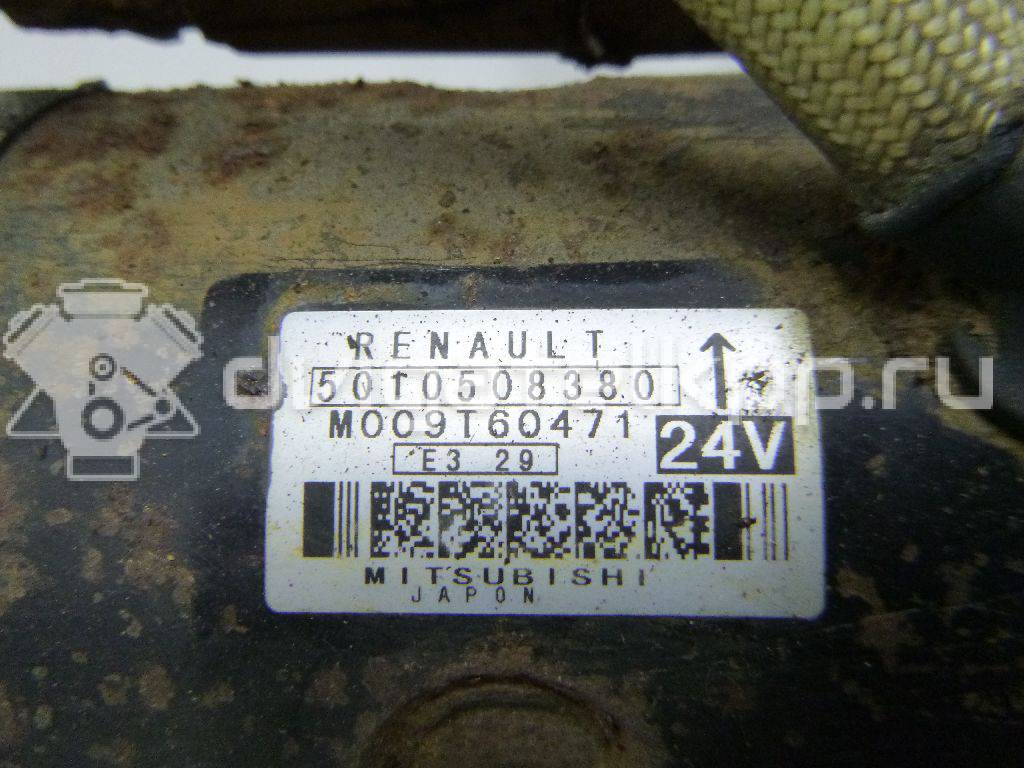 RENAULT
5010508380
M009T60471
24V
E3 29
MITSUBISHI
JAPON